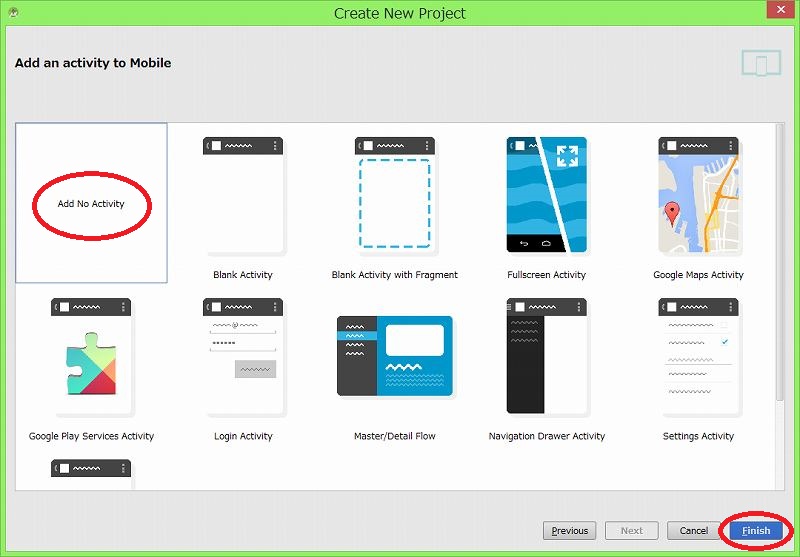 Create New Project
Add an activity to Mobile
Add No Activity
Blank Activity
Blank Activity with Fragment
Fullscreen Activity
Google Maps Activity
Google Play Services Activity
Login Activity
Master/Detail Flow
Navigation Drawer Activity
Settings Activity
Previous
Next
Cancel
Finish